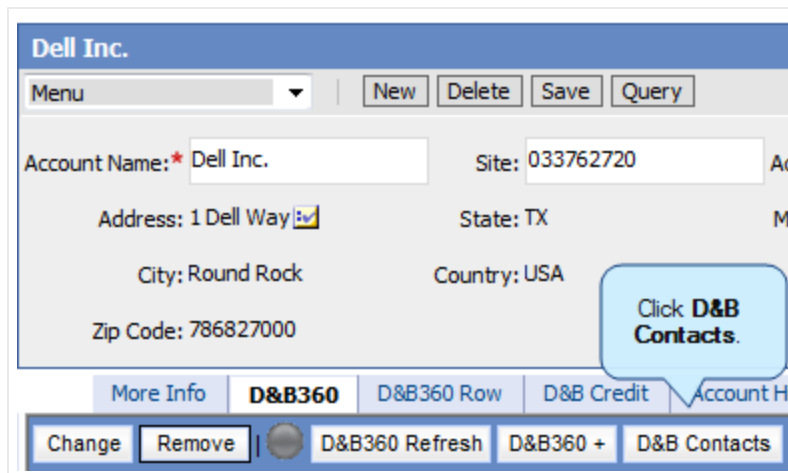 Dell Inc.
Menu New Delete Save Query
Account Name:* Dell Inc. Site: 033762720
Address: 1 Dell Way State: TX
City: Round Rock Country: USA
Zip Code: 786827000
Click D&B
Contacts.
More Info D&B360 D&B360 Row D&B Credit Account H
Change Remove | D&B360 Refresh D&B360 + D&B Contacts